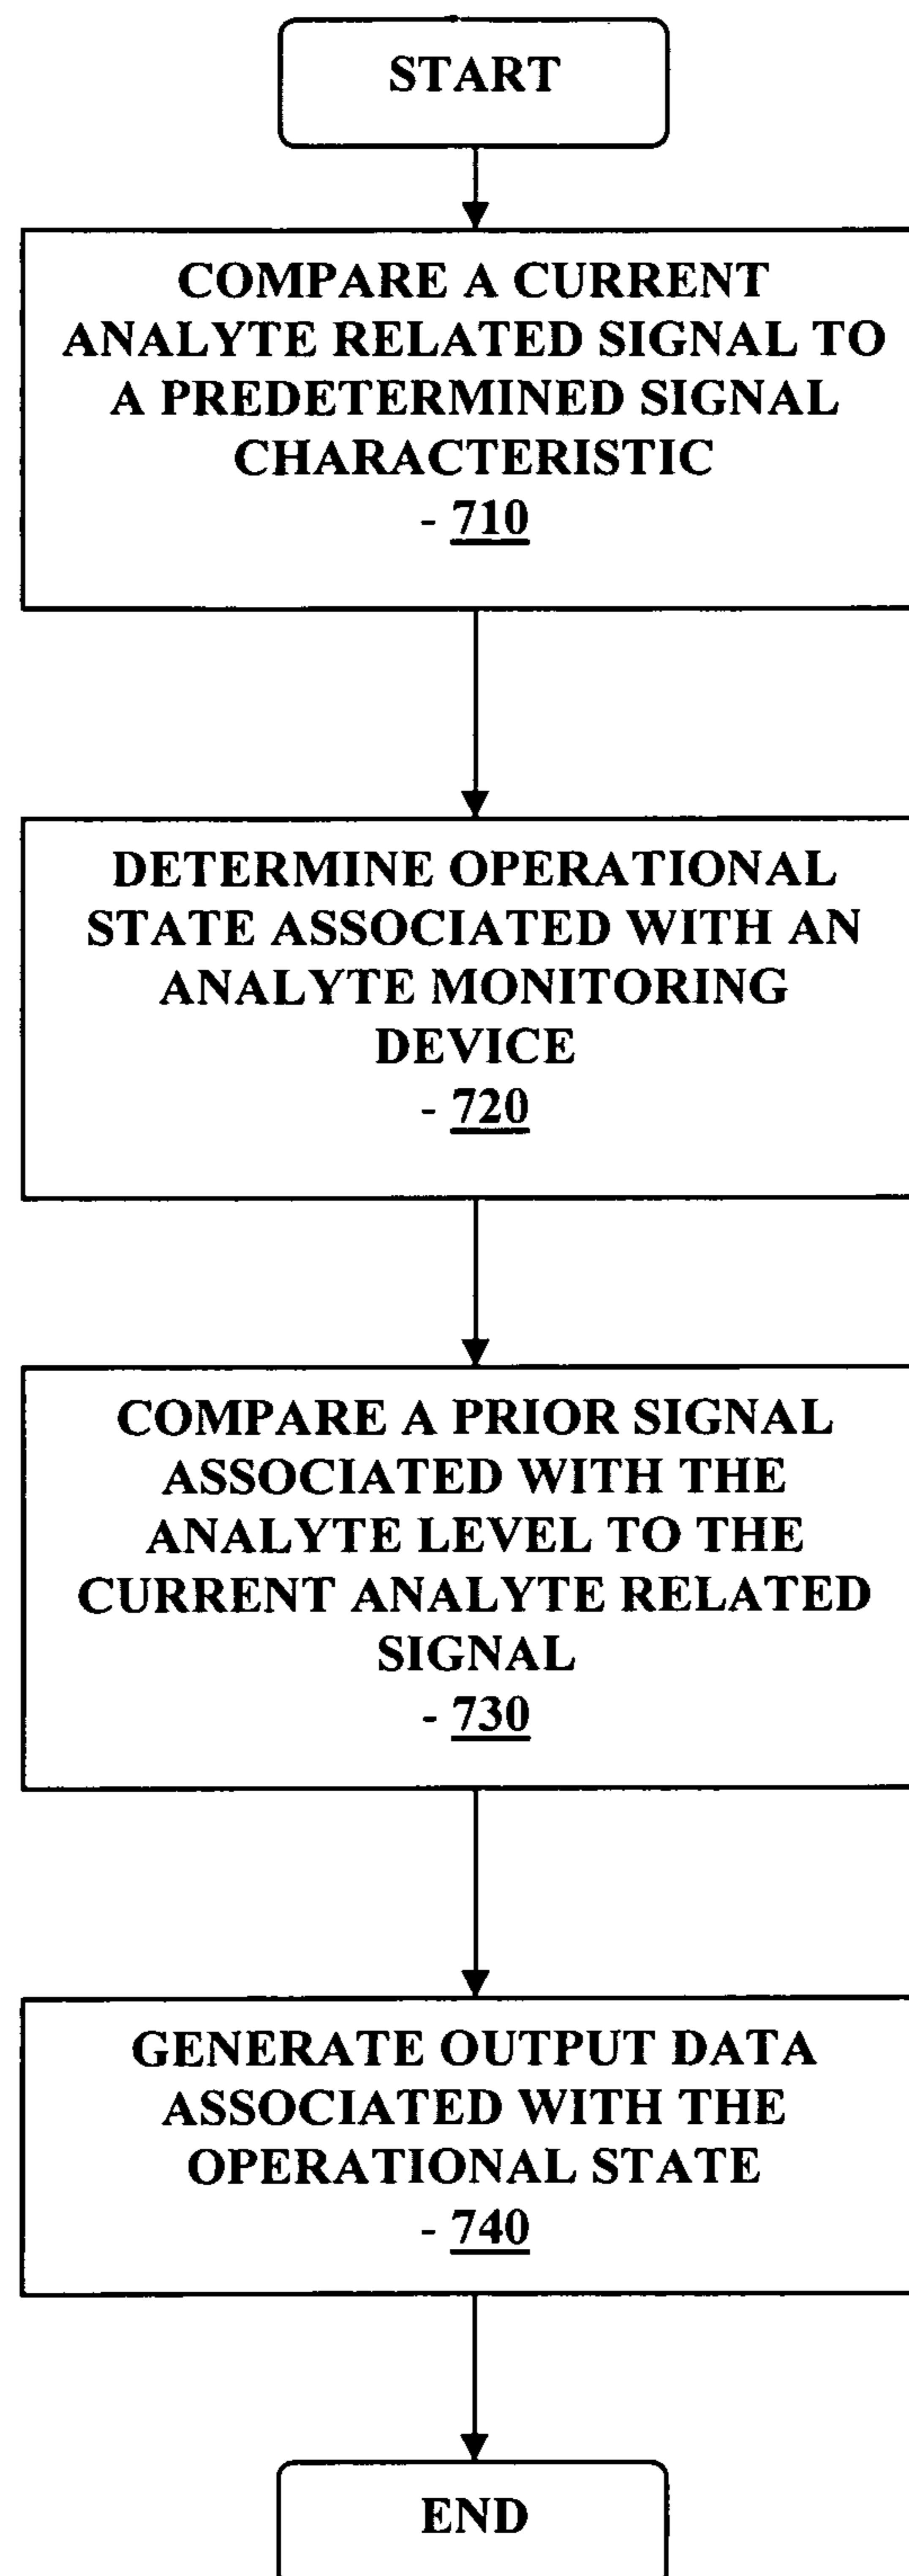 START
COMPARE A CURRENT
ANALYTE RELATED SIGNAL TO
A PREDETERMINED SIGNAL
CHARACTERISTIC
- 710
DETERMINE OPERATIONAL
STATE ASSOCIATED WITH AN
ANALYTE MONITORING
DEVICE
- 720
COMPARE A PRIOR SIGNAL
ASSOCIATED WITH THE
ANALYTE LEVEL TO THE
CURRENT ANALYTE RELATED
SIGNAL
- 730
GENERATE OUTPUT DATA
ASSOCIATED WITH THE
OPERATIONAL STATE
- 740
END